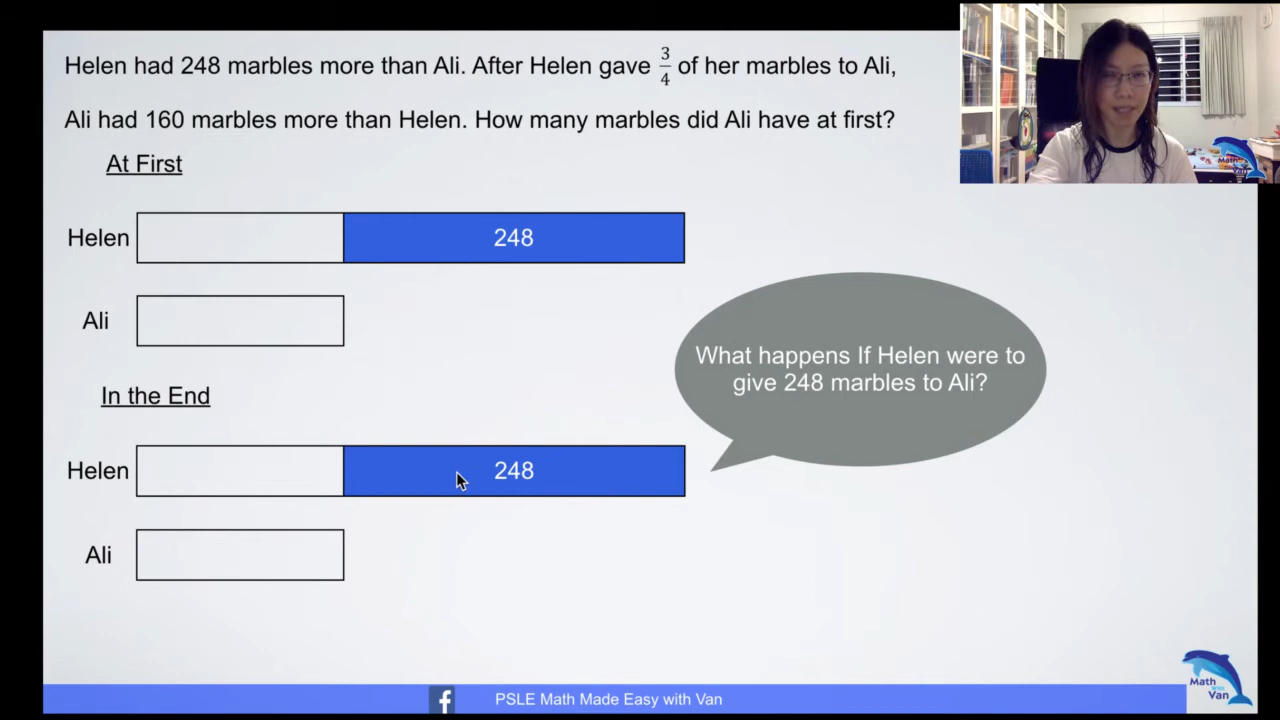 Helen had 248 marbles more than Ali. After Helen gave 3/4 of her marbles to Ali,
Ali had 160 marbles more than Helen. How many marbles did Ali have at first?
At First
Helen
248
Ali
What happens If Helen were to
give 248 marbles to Ali?
In the End
Helen
248
Ali
PSLE Math Made Easy with Van
Math
with
Van